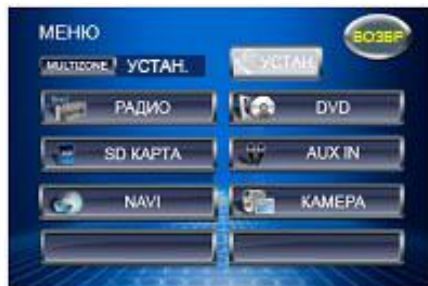 МЕНЮ
ВОЗВР
MULTIZONE УСТАН.
УСТАН.
РАДИО
DVD
SD КАРТА
AUX IN
NAVI
КАМЕРА